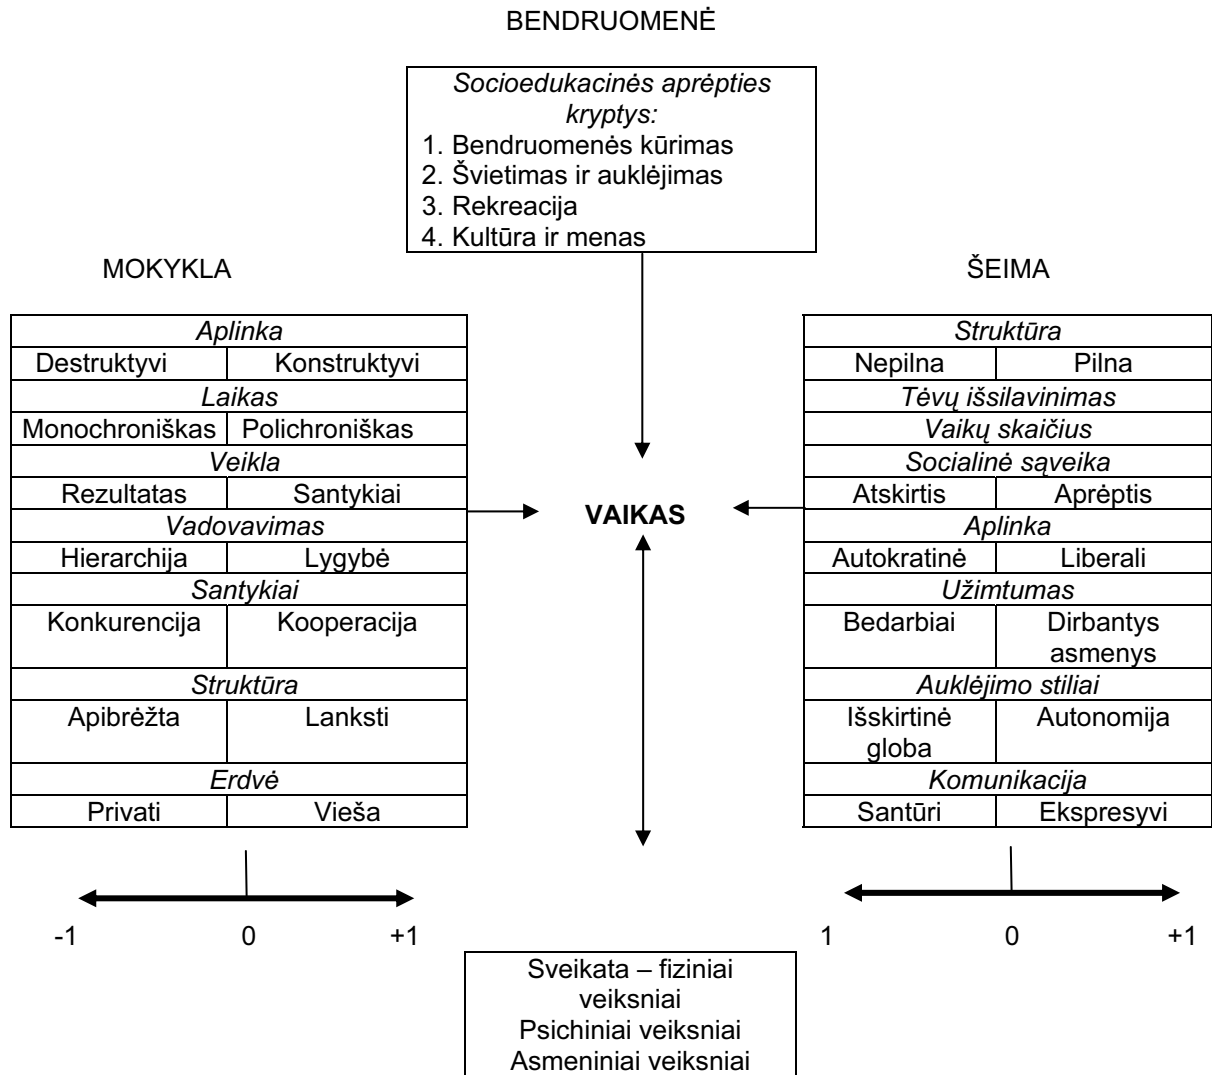 BENDRUOMENĖ
Socioedukacinės aprėpties
kryptys:
1. Bendruomenės kūrimas
2. Švietimas ir auklėjimas
3. Rekreacija
4. Kultūra ir menas
MOKYKLA
Aplinka
Destruktyvi Konstruktyvi
Laikas
Monochroniškas Polichroniškas
Veikla
Rezultatas Santykiai
Vadovavimas
Hierarchija Lygybė
Santykiai
Konkurencija Kooperacija
Struktūra
Apibrėžta Lanksti
Erdvė
Privati Vieša
-1 0 +1
VAIKAS
ŠEIMA
Struktūra
Nepilna Pilna
Tėvų išsilavinimas
Vaikų skaičius
Socialinė sąveika
Atskirtis Aprėptis
Aplinka
Autokratinė Liberali
Užimtumas
Bedarbiai Dirbantys
asmenys
Auklėjimo stiliai
Išskirtinė Autonomija
globa
Komunikacija
Santūri Ekspresyvi
1 0 +1
Sveikata – fiziniai
veiksniai
Psichiniai veiksniai
Asmeniniai veiksniai